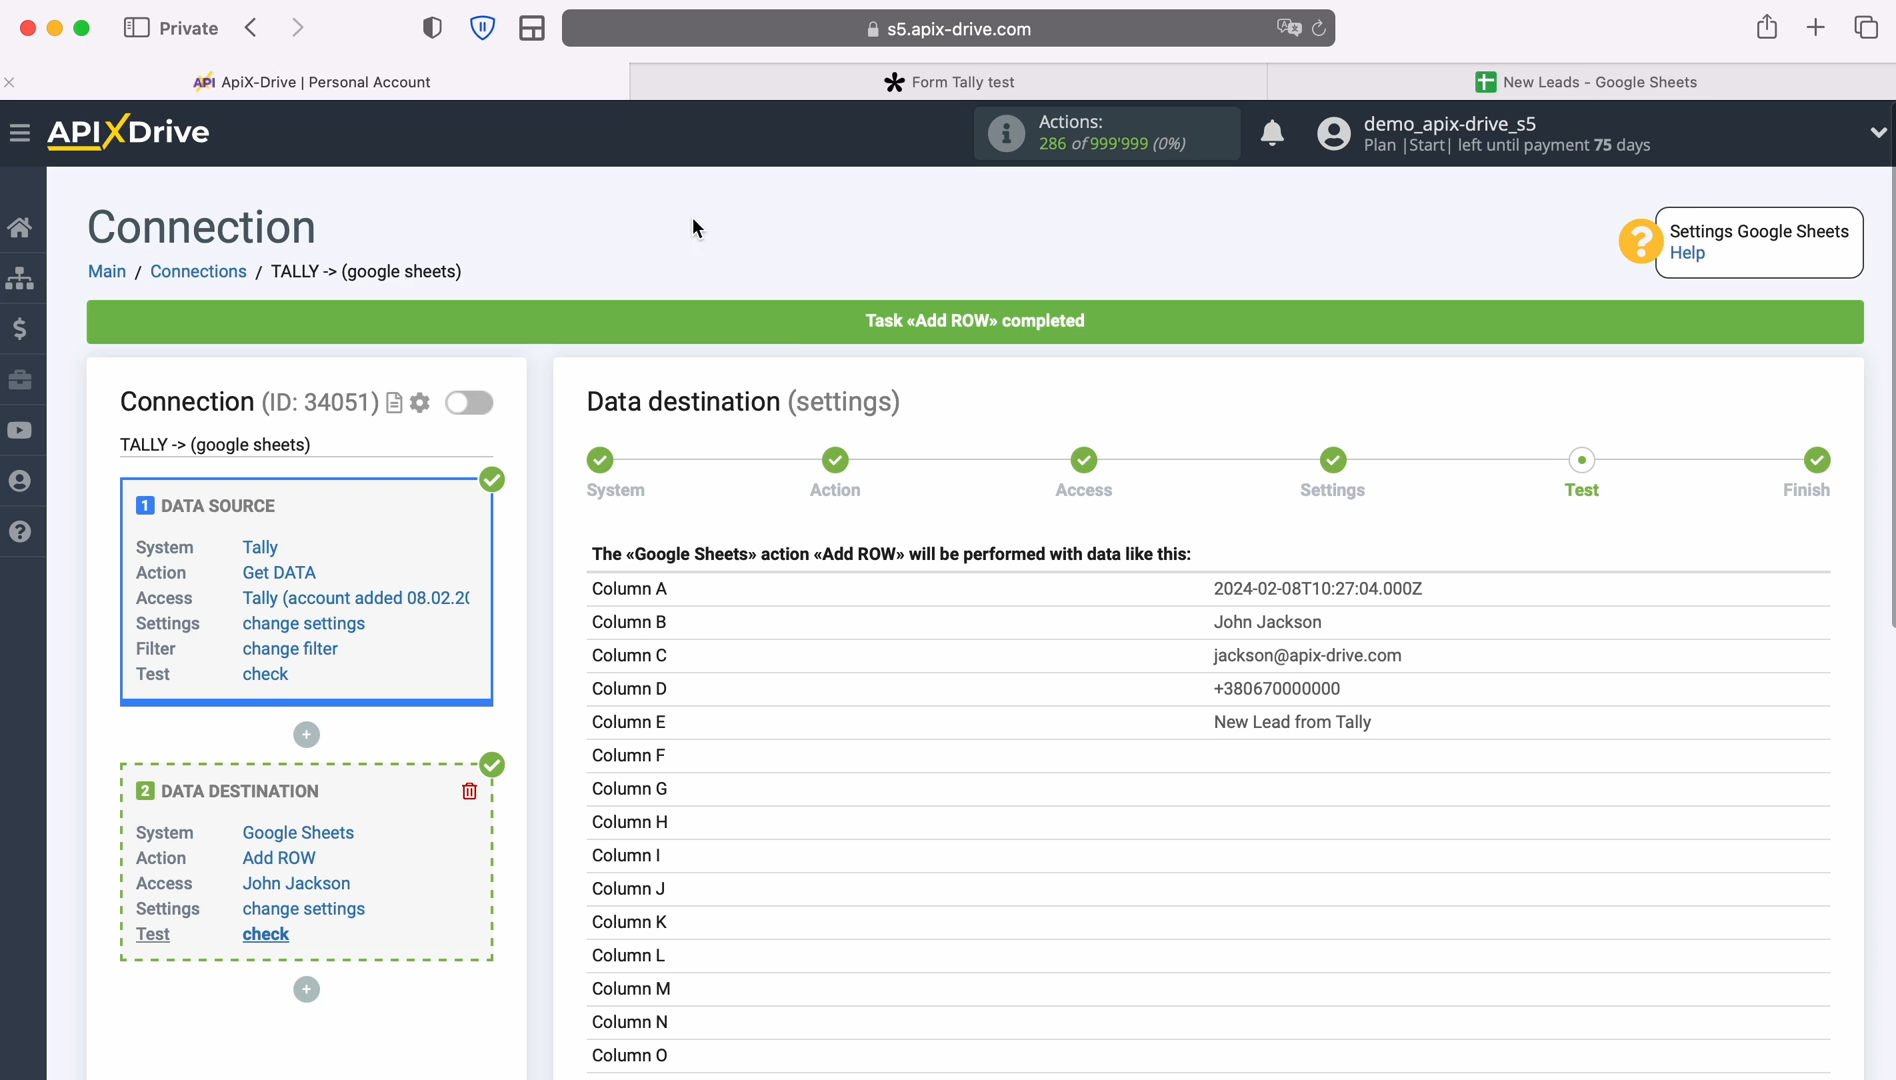 Private
s5.apix-drive.com
API ApiX-Drive | Personal Account
Form Tally test
New Leads - Google Sheets
APIXDrive
Actions:
286 of 999'999 (0%)
demo_apix-drive_s5
Plan |Start| left until payment 75 days
Connection
Settings Google Sheets
Help
Main / Connections / TALLY -> (google sheets)
Task «Add ROW» completed
Connection (ID: 34051)
TALLY -> (google sheets)
1 DATA SOURCE
System Tally
Action Get DATA
Access Tally (account added 08.02.20
Settings change settings
Filter change filter
Test check
2 DATA DESTINATION
System Google Sheets
Action Add ROW
Access John Jackson
Settings change settings
Test check
Data destination (settings)
System Action Access Settings Test Finish
The «Google Sheets» action «Add ROW» will be performed with data like this:
Column A 2024-02-08T10:27:04.000Z
Column B John Jackson
Column C jackson@apix-drive.com
Column D +380670000000
Column E New Lead from Tally
Column F
Column G
Column H
Column I
Column J
Column K
Column L
Column M
Column N
Column O